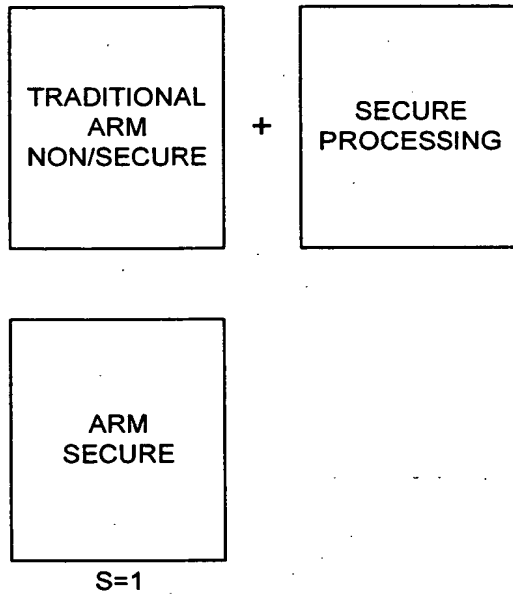 TRADITIONAL
ARM
NON/SECURE
+
SECURE
PROCESSING
ARM
SECURE
S=1